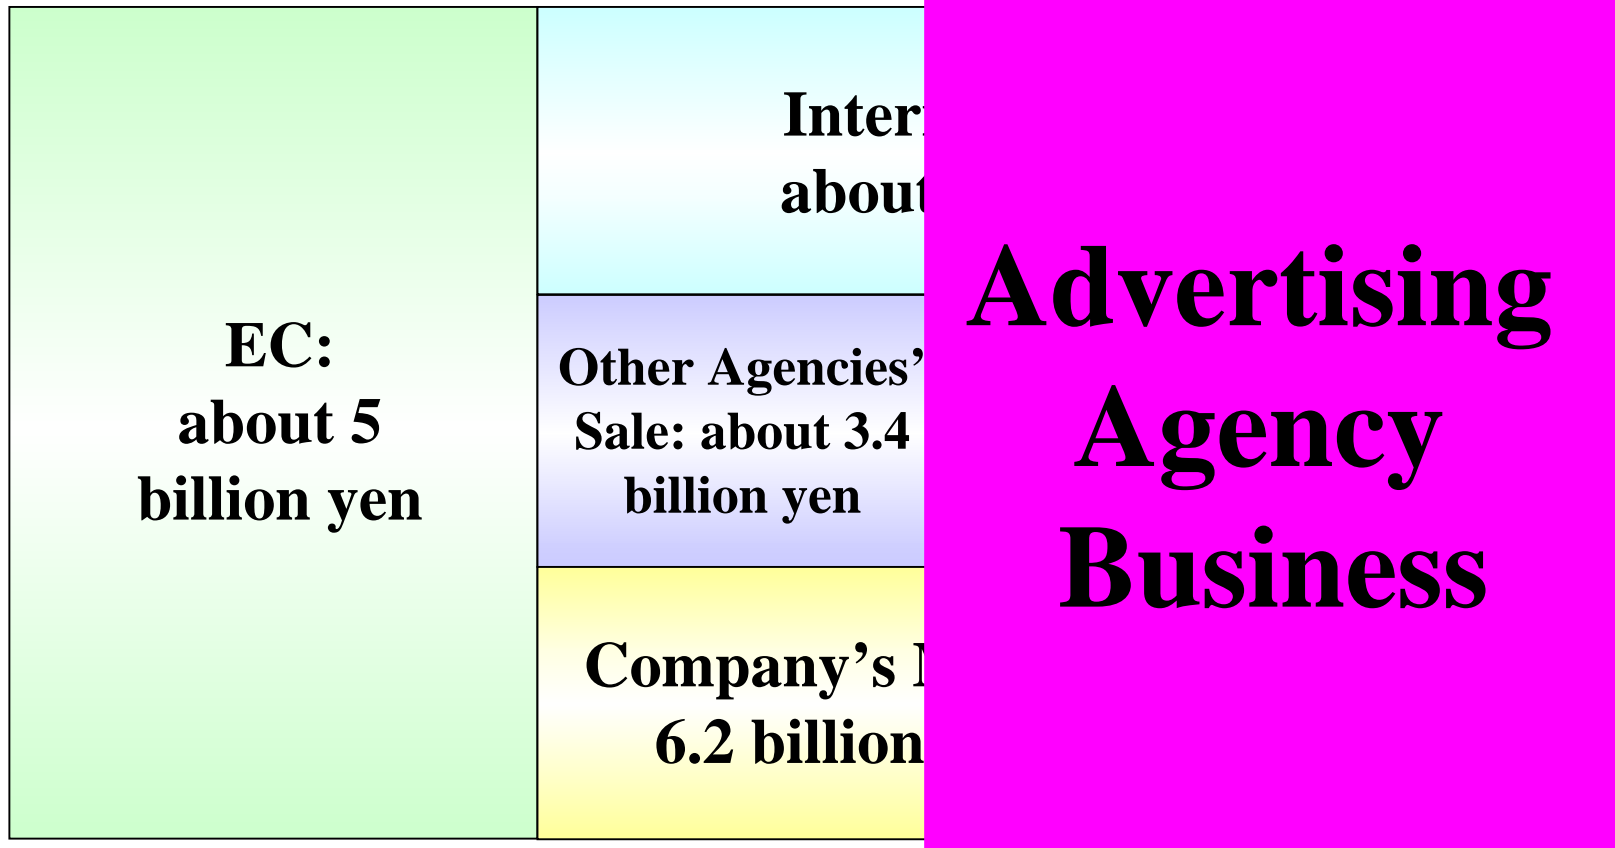 EC:
about 5
billion yen
about
Other Agencies’
Sale: about 3.4
billion yen
Company’s
6.2 billion
Advertising
Agency
Business